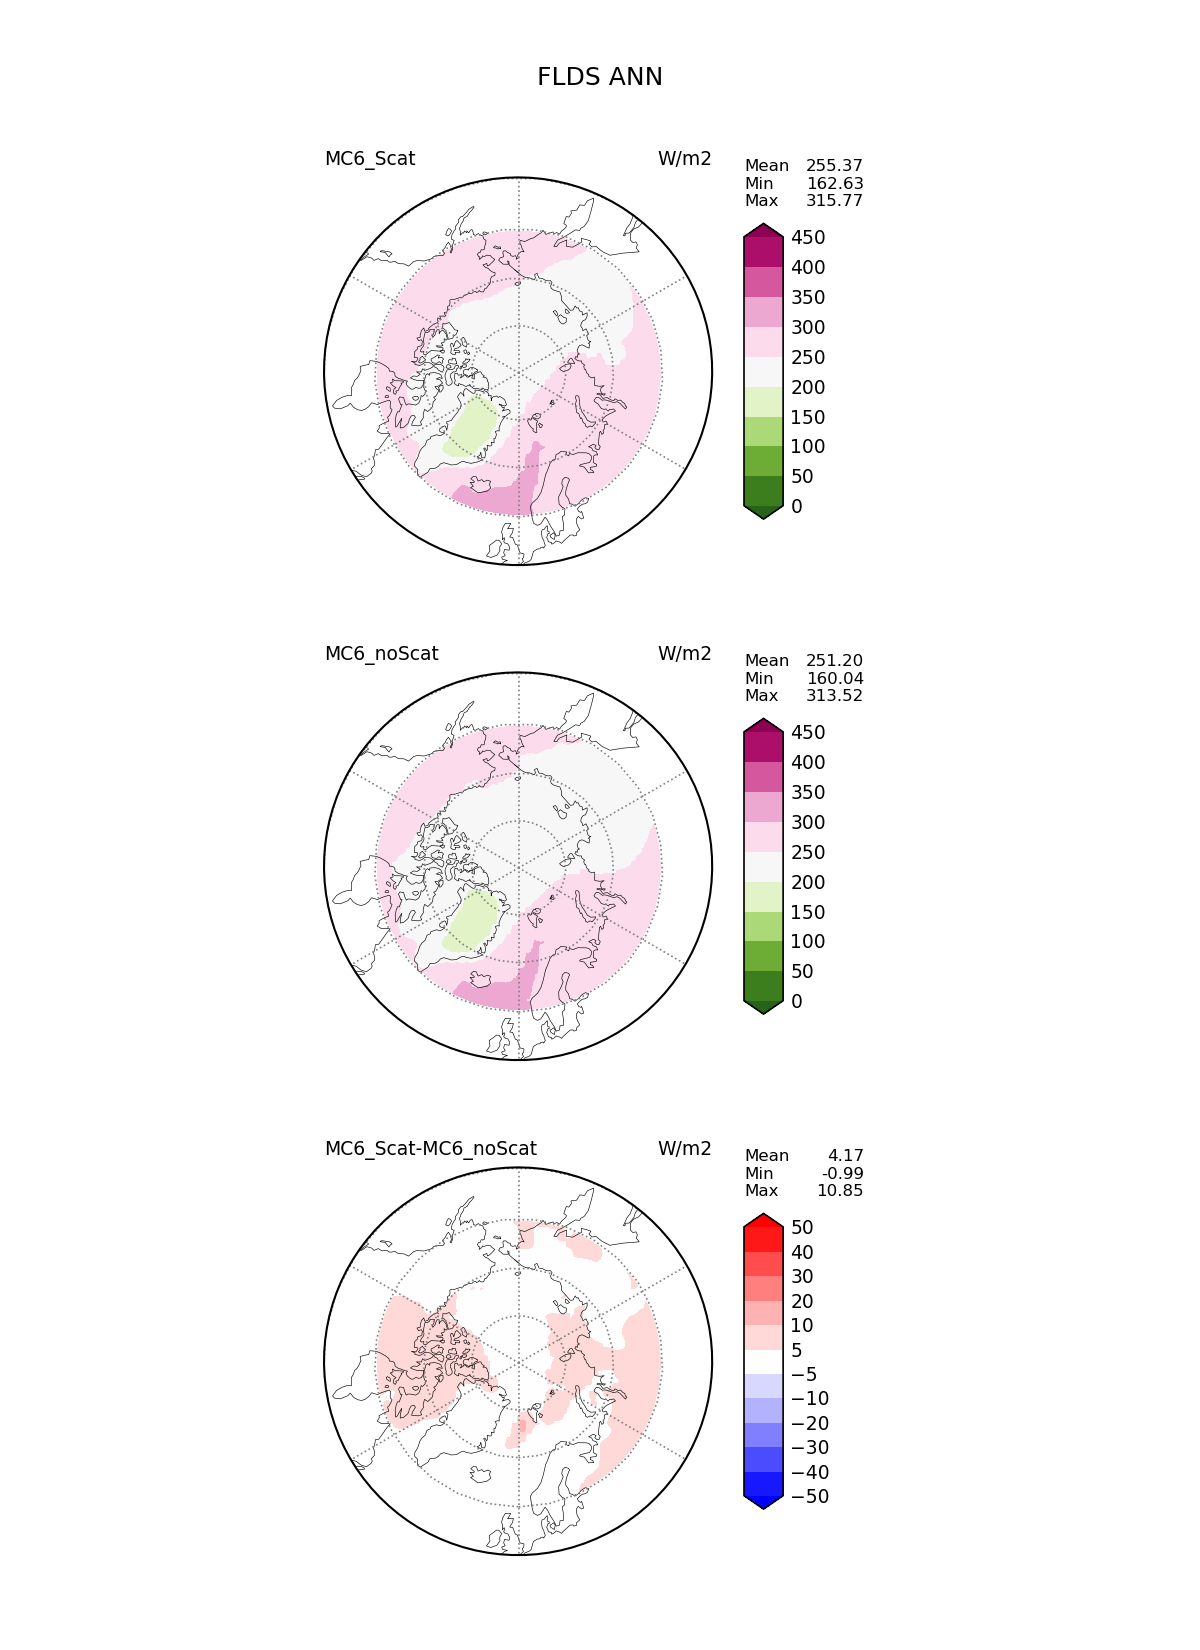 FLDS ANN
MC6_Scat W/m2
Mean 255.37
Min 162.63
Max 315.77
450
400
350
300
250
200
150
100
50
0
MC6_noScat W/m2
Mean 251.20
Min 160.04
Max 313.52
450
400
350
300
250
200
150
100
50
0
MC6_Scat-MC6_noScat W/m2
Mean 4.17
Min -0.99
Max 10.85
50
40
30
20
10
5
−5
−10
−20
−30
−40
−50